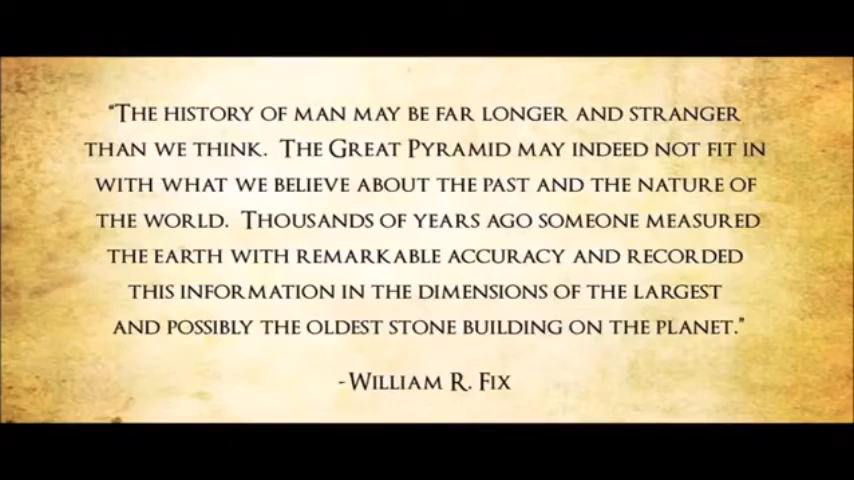 "THE HISTORY OF MAN MAY BE FAR LONGER AND STRANGER
THAN WE THINK. THE GREAT PYRAMID MAY INDEED NOT FIT IN
WITH WHAT WE BELIEVE ABOUT THE PAST AND THE NATURE OF
THE WORLD. THOUSANDS OF YEARS AGO SOMEONE MEASURED
THE EARTH WITH REMARKABLE ACCURACY AND RECORDED
THIS INFORMATION IN THE DIMENSIONS OF THE LARGEST
AND POSSIBLY THE OLDEST STONE BUILDING ON THE PLANET."
-WILLIAM R. FIX